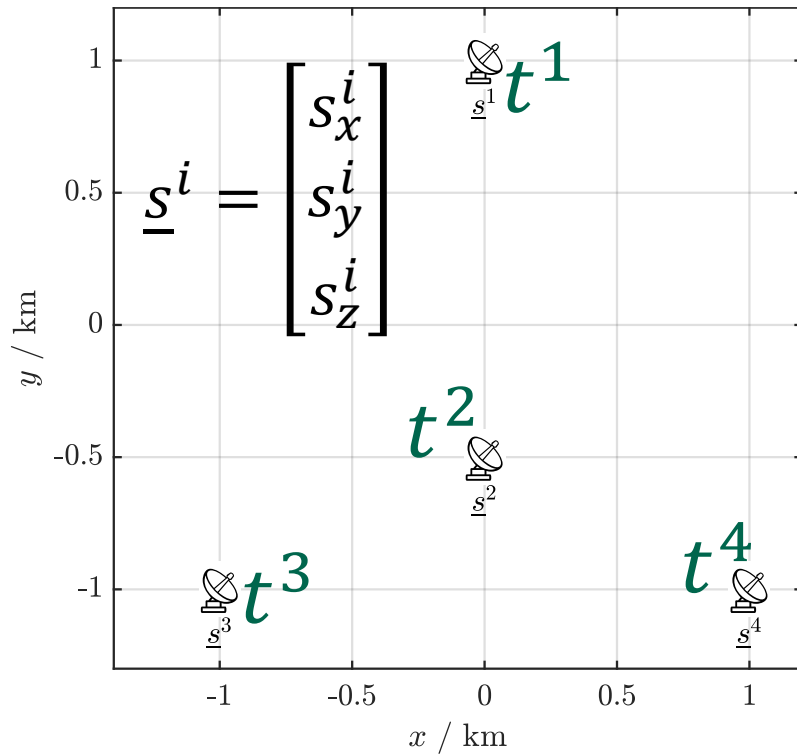 1
0.5
0
-0.5
-1
y / km
s^i = [s_x^i s_y^i s_z^i]
s^1 t^1
t^2
s^2
t^3
s^3
t^4
s^4
-1 -0.5 0 0.5 1
x / km